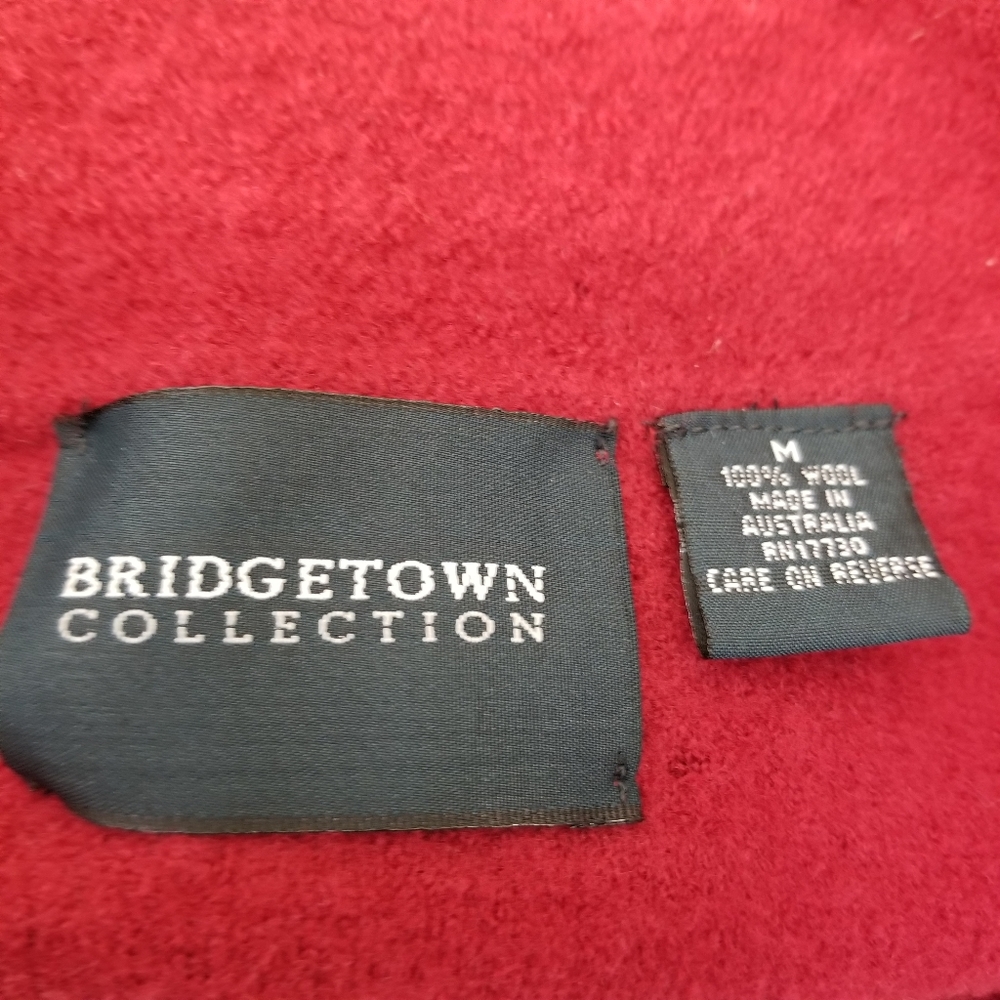 BRIDGETOWN
COLLECTION
M
100% WOOL
MADE IN
AUSTRALIA
RN17730
CARE ON REVERSE